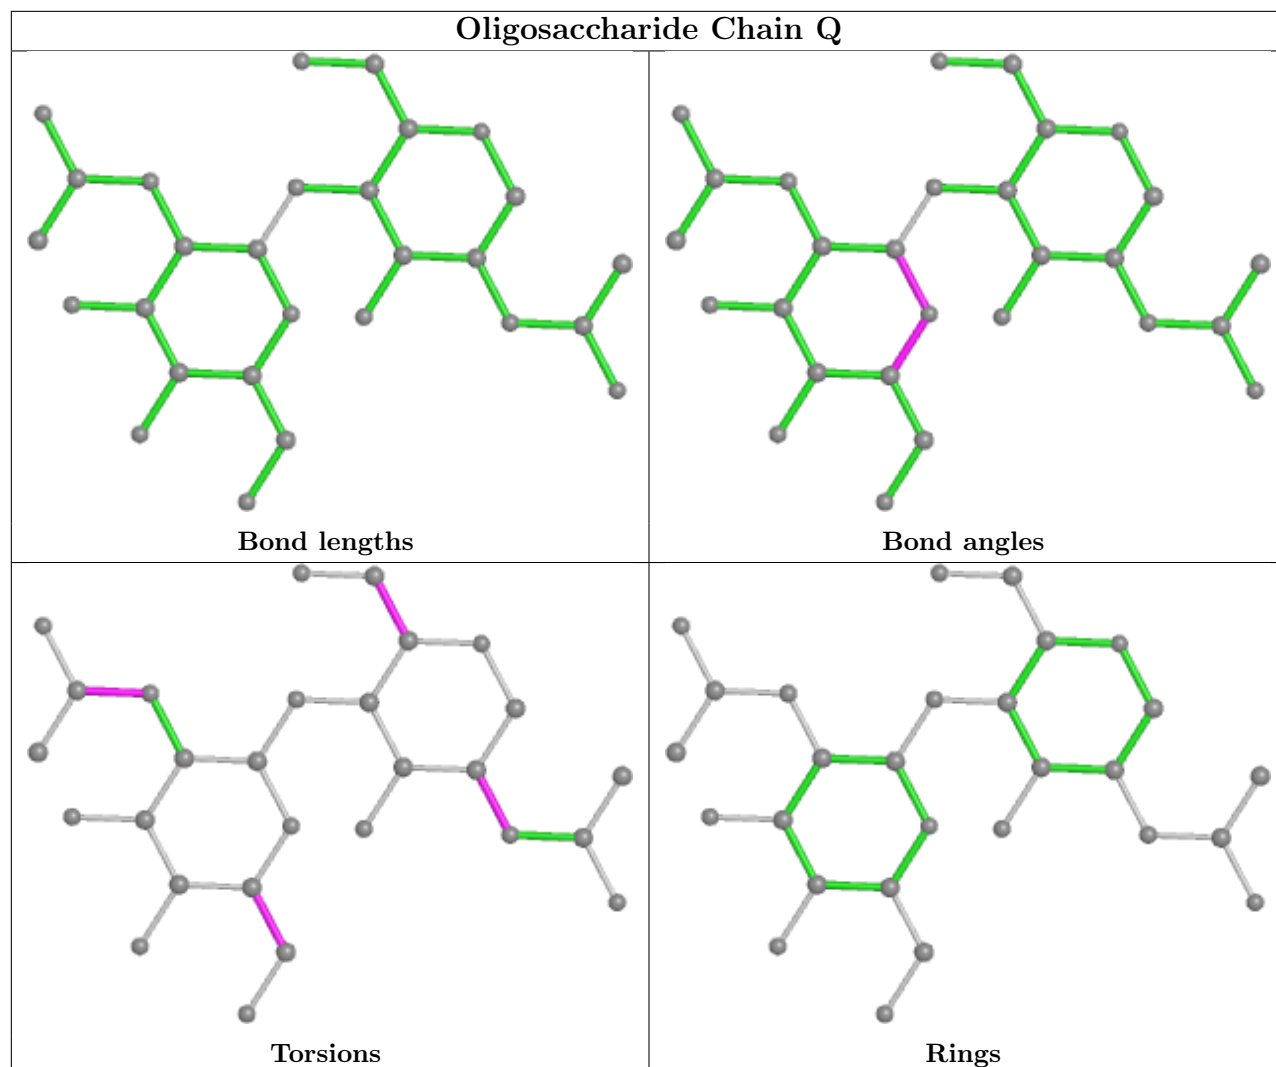 Oligosaccharide Chain Q
Bond lengths
Bond angles
Torsions
Rings